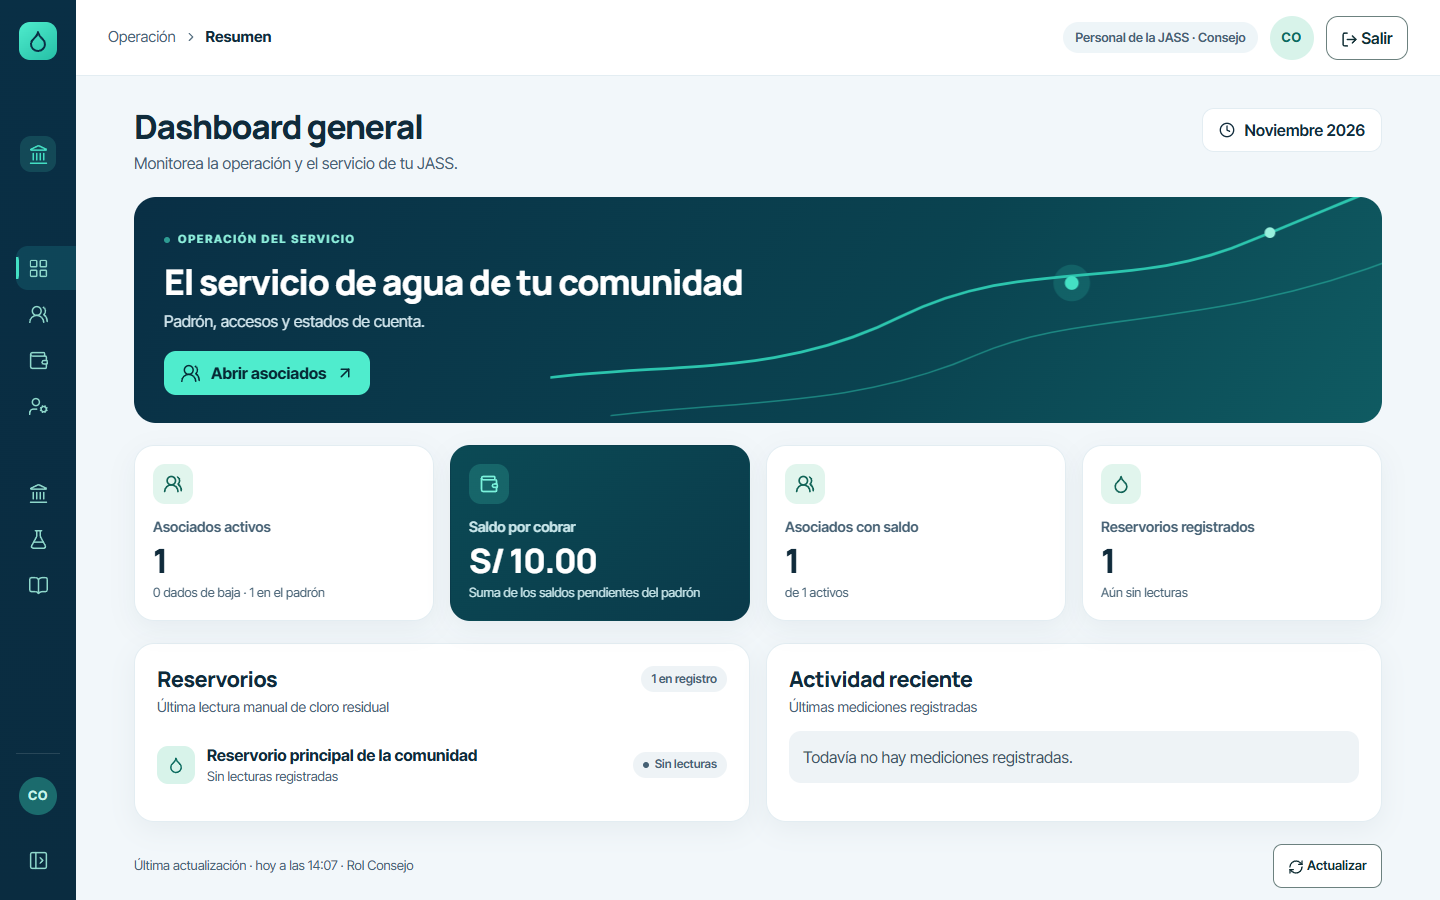 Operación > Resumen
Personal de la JASS · Consejo
CO
Salir
Dashboard general
Monitorea la operación y el servicio de tu JASS.
Noviembre 2026
OPERACIÓN DEL SERVICIO
El servicio de agua de tu comunidad
Padrón, accesos y estados de cuenta.
Abrir asociados
Asociados activos
1
0 dados de baja · 1 en el padrón
Saldo por cobrar
S/ 10.00
Suma de los saldos pendientes del padrón
Asociados con saldo
1
de 1 activos
Reservorios registrados
1
Aún sin lecturas
Reservorios
1 en registro
Última lectura manual de cloro residual
Reservorio principal de la comunidad
Sin lecturas registradas
Sin lecturas
Actividad reciente
Últimas mediciones registradas
Todavía no hay mediciones registradas.
CO
Última actualización · hoy a las 14:07 · Rol Consejo
Actualizar